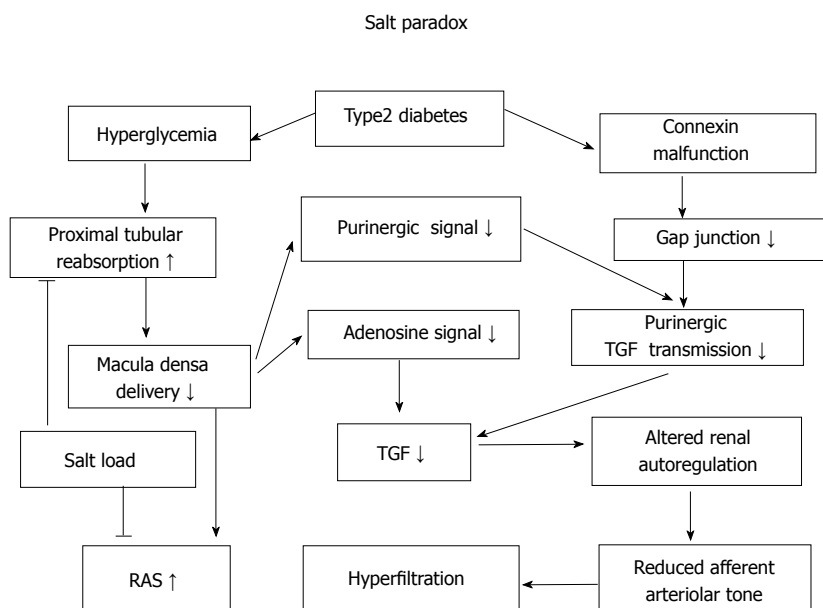 Salt paradox
Type2 diabetes
Hyperglycemia
Connexin
malfunction
Proximal tubular
reabsorption ↑
Purinergic signal ↓
Gap junction ↓
Adenosine signal ↓
Purinergic
TGF transmission ↓
Macula densa
delivery ↓
Salt load
TGF ↓
Altered renal
autoregulation
RAS ↑
Hyperfiltration
Reduced afferent
arteriolar tone